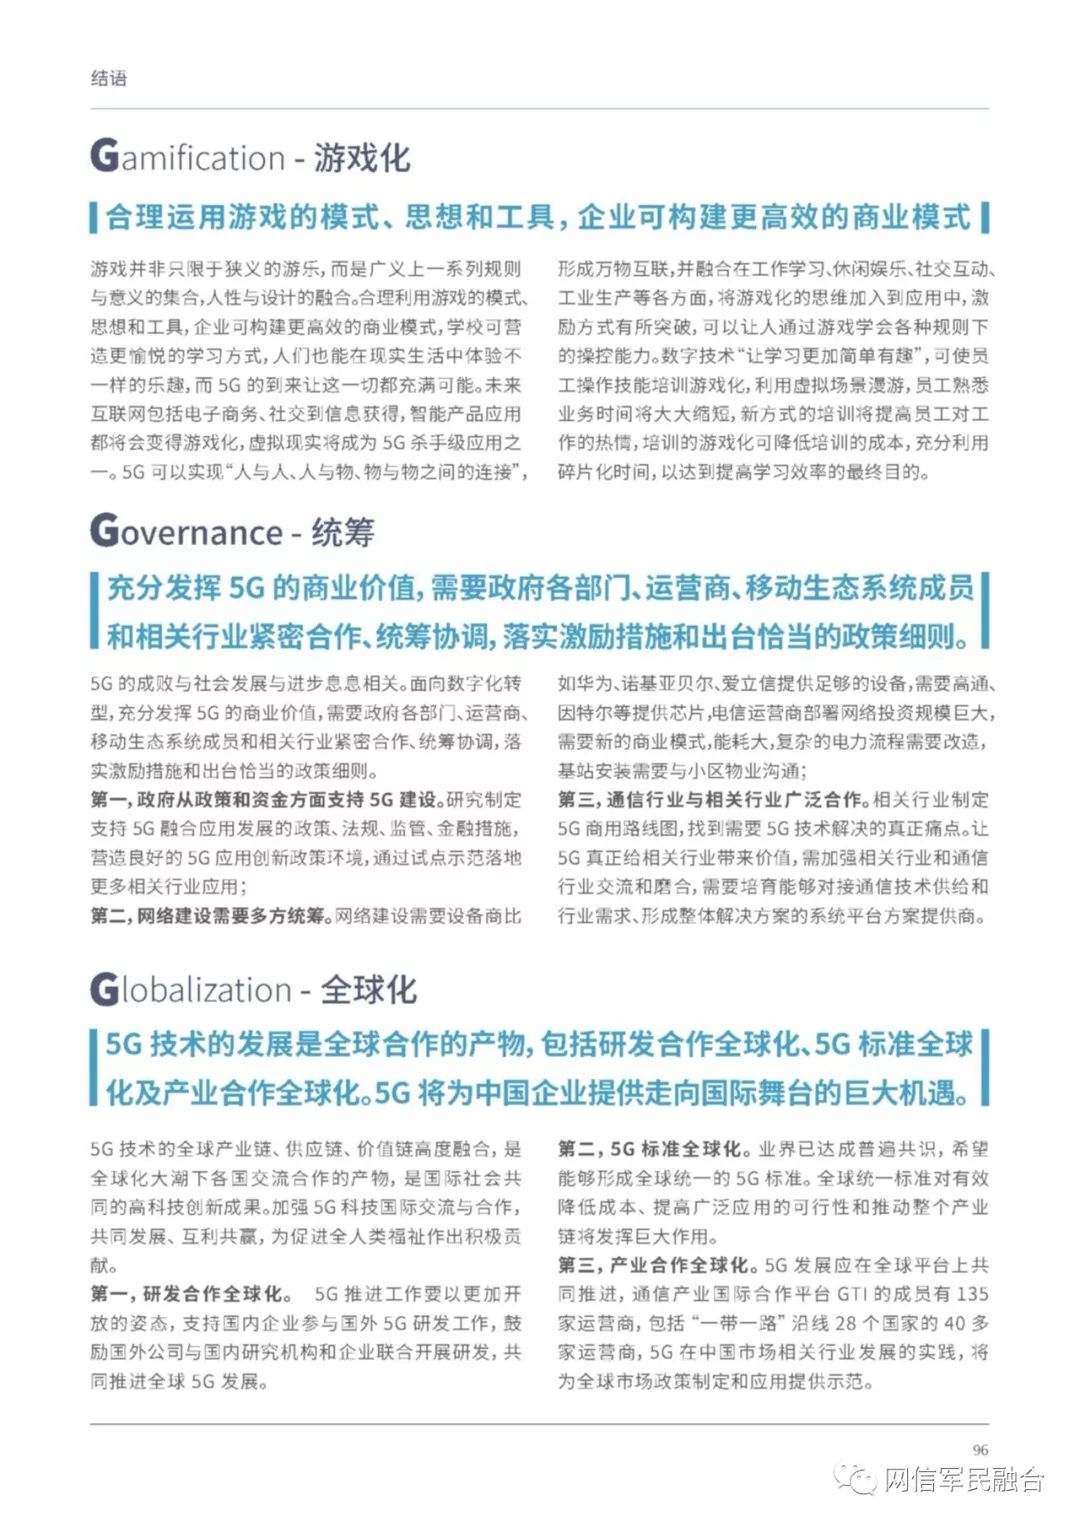 结语
Gamification - 游戏化
合理运用游戏的模式、思想和工具，企业可构建更高效的商业模式
游戏并非只限于狭义的游乐，而是广义上一系列规则
与意义的集合，人性与设计的融合。合理利用游戏的模式、
思想和工具，企业可构建更高效的商业模式，学校可营
造更愉悦的学习方式，人们也能在现实生活中体验不
一样的乐趣，而 5G 的到来让这一切都充满可能。未来
互联网包括电子商务、社交到信息获得，智能产品应用
都将会变得游戏化，虚拟现实将成为 5G 杀手级应用之
一。5G 可以实现“人与人、人与物、物与物之间的连接”，
形成万物互联，并融合在工作学习、休闲娱乐、社交互动、
工业生产等各方面，将游戏化的思维加入到应用中，激
励方式有所突破，可以让人通过游戏学会各种规则下
的操控能力。数字技术“让学习更加简单有趣”，可使员
工操作技能培训游戏化，利用虚拟场景漫游，员工熟悉
业务时间将大大缩短，新方式的培训将提高员工对工
作的热情，培训的游戏化可降低培训的成本，充分利用
碎片化时间，以达到提高学习效率的最终目的。
Governance - 统筹
充分发挥 5G 的商业价值，需要政府各部门、运营商、移动生态系统成员
和相关行业紧密合作、统筹协调，落实激励措施和出台恰当的政策细则。
5G 的成败与社会发展与进步息息相关。面向数字化转
型，充分发挥 5G 的商业价值，需要政府各部门、运营商、
移动生态系统成员和相关行业紧密合作、统筹协调，落
实激励措施和出台恰当的政策细则。
第一，政府从政策和资金方面支持 5G 建设。研究制定
支持 5G 融合应用发展的政策、法规、监管、金融措施，
营造良好的 5G 应用创新政策环境，通过试点示范落地
更多相关行业应用；
第二，网络建设需要多方统筹。网络建设需要设备商比
如华为、诺基亚贝尔、爱立信提供足够的设备，需要高通、
因特尔等提供芯片，电信运营商部署网络投资规模巨大，
需要新的商业模式，能耗大，复杂的电力流程需要改造，
基站安装需要与小区物业沟通；
第三，通信行业与相关行业广泛合作。相关行业制定
5G 商用路线图，找到需要 5G 技术解决的真正痛点。让
5G 真正给相关行业带来价值，需加强相关行业和通信
行业交流和磨合，需要培育能够对接通信技术供给和
行业需求、形成整体解决方案的系统平台方案提供商。
Globalization - 全球化
5G 技术的发展是全球合作的产物，包括研发合作全球化、5G 标准全球
化及产业合作全球化。5G 将为中国企业提供走向国际舞台的巨大机遇。
5G 技术的全球产业链、供应链、价值链高度融合，是
全球化大潮下各国交流合作的产物，是国际社会共
同的高科技创新成果。加强 5G 科技国际交流与合作，
共同发展、互利共赢，为促进全人类福祉作出积极贡
献。
第一，研发合作全球化。 5G 推进工作要以更加开
放的姿态，支持国内企业参与国外 5G 研发工作，鼓
励国外公司与国内研究机构和企业联合开展研发，共
同推进全球 5G 发展。
第二，5G 标准全球化。业界已达成普遍共识，希望
能够形成全球统一的 5G 标准。全球统一标准对有效
降低成本、提高广泛应用的可行性和推动整个产业
链将发挥巨大作用。
第三，产业合作全球化。5G 发展应在全球平台上共
同推进，通信产业国际合作平台 GTI 的成员有 135
家运营商，包括“一带一路”沿线 28 个国家的 40 多
家运营商，5G 在中国市场相关行业发展的实践，将
为全球市场政策制定和应用提供示范。
96
网信军民融合